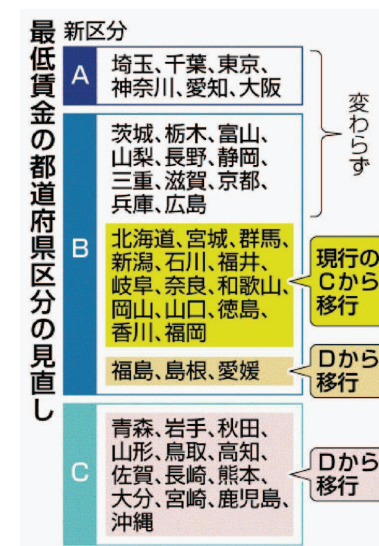 最低賃金の都道府県区分の見直し
新区分
A
埼玉、千葉、東京、
神奈川、愛知、大阪
B
茨城、栃木、富山、
山梨、長野、静岡、
三重、滋賀、京都、
兵庫、広島
変わらず
北海道、宮城、群馬、
新潟、石川、福井、
岐阜、奈良、和歌山、
岡山、山口、徳島、
香川、福岡
現行の
Cから
移行
福島、島根、愛媛
Dから
移行
C
青森、岩手、秋田、
山形、鳥取、高知、
佐賀、長崎、熊本、
大分、宮崎、鹿児島、
沖縄
Dから
移行